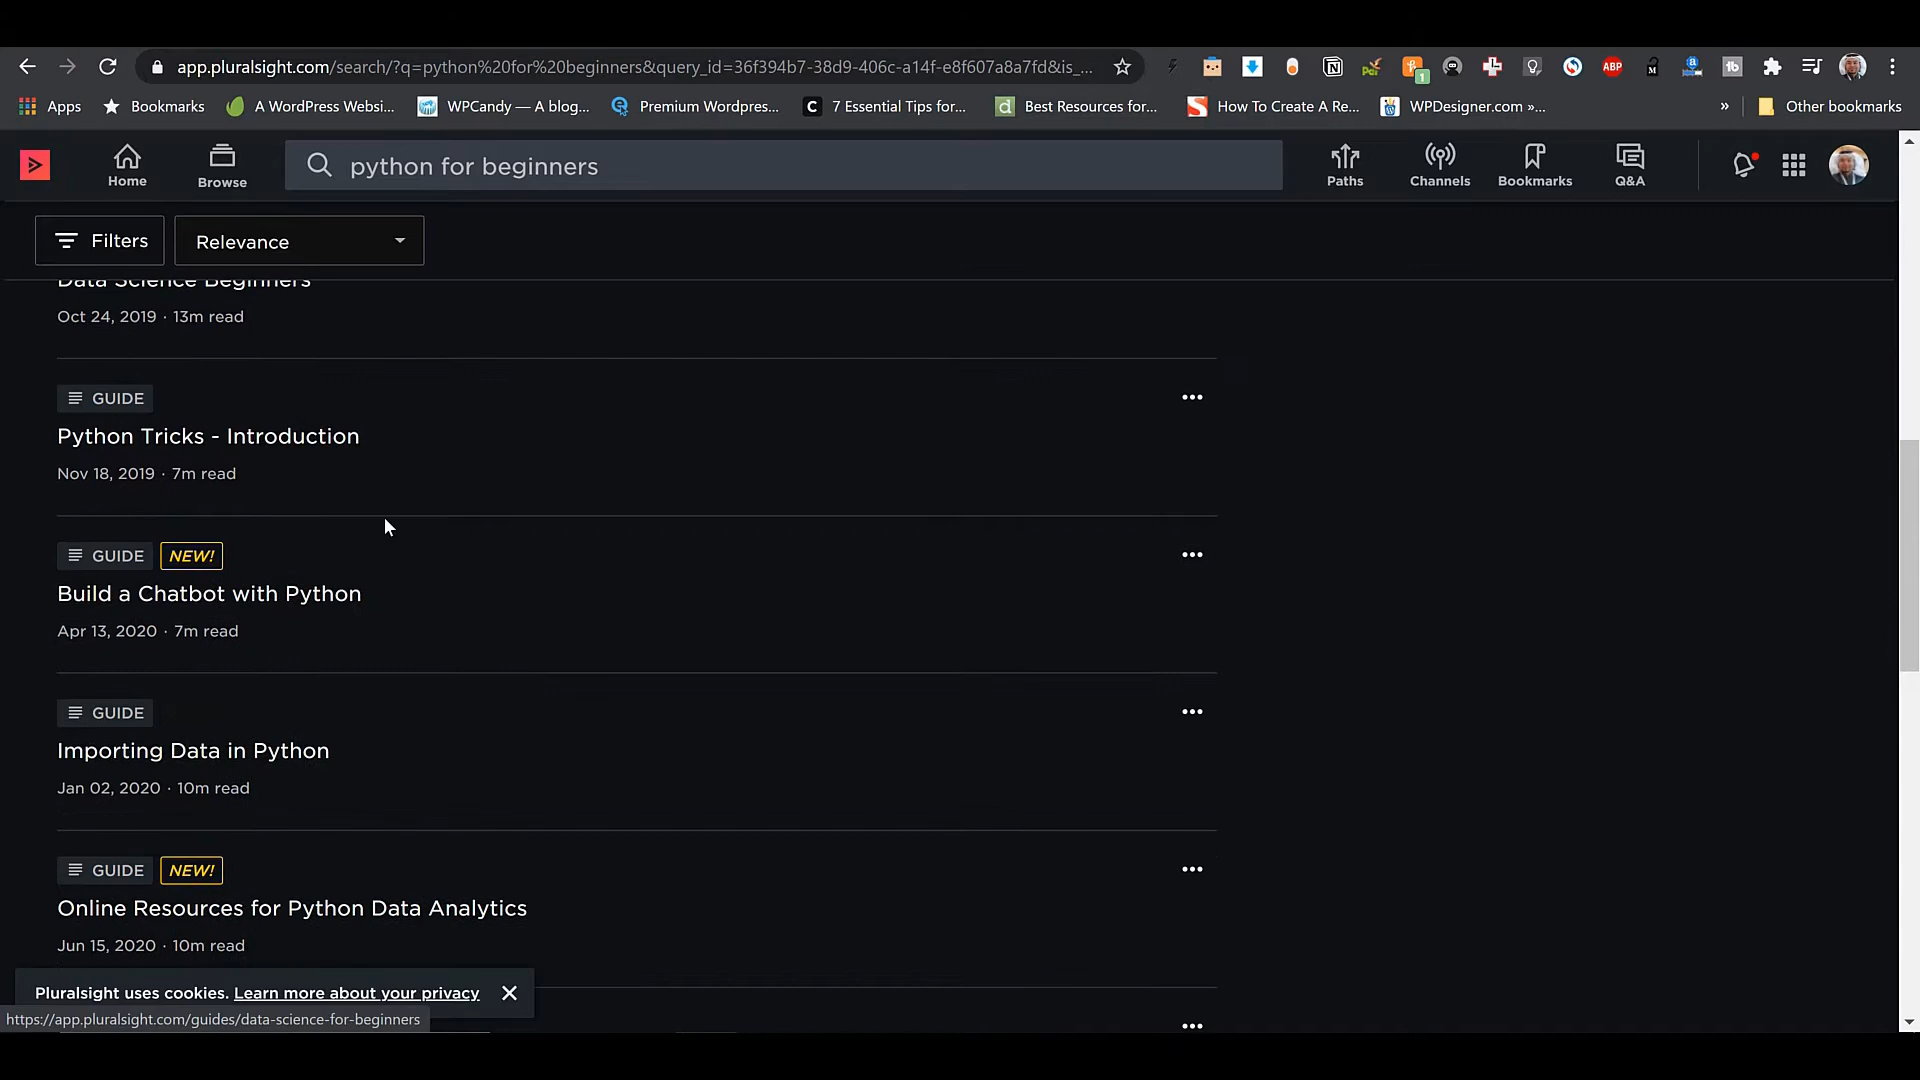 app.pluralsight.com/search/?q=python%20for%20beginners&query_id=36f394b7-38d9-406c-a14f-e8f607a8a7fd&is_...
Apps
Bookmarks
A WordPress Websi...
WPCandy — A blog...
Premium Wordpres...
7 Essential Tips for...
Best Resources for...
How To Create A Re...
WPDesigner.com »...
»
Other bookmarks
Home
Browse
python for beginners
Paths
Channels
Bookmarks
Q&A
Filters
Relevance
Data Science Beginners
Oct 24, 2019 · 13m read
GUIDE
Python Tricks - Introduction
Nov 18, 2019 · 7m read
GUIDE NEW!
Build a Chatbot with Python
Apr 13, 2020 · 7m read
GUIDE
Importing Data in Python
Jan 02, 2020 · 10m read
GUIDE NEW!
Online Resources for Python Data Analytics
Jun 15, 2020 · 10m read
Pluralsight uses cookies. Learn more about your privacy
https://app.pluralsight.com/guides/data-science-for-beginners